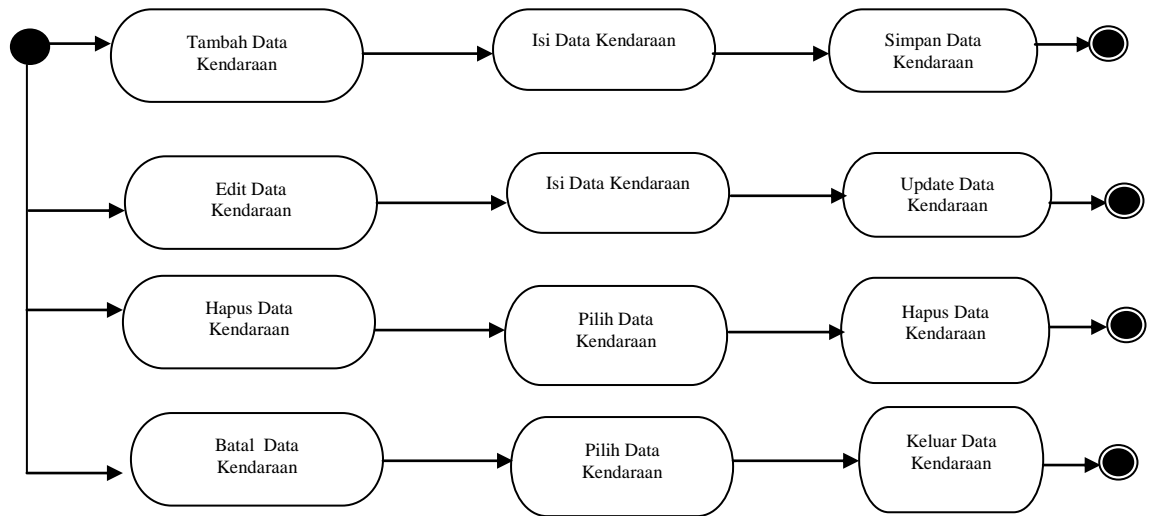 Tambah Data
Kendaraan
Isi Data Kendaraan
Simpan Data
Kendaraan
Edit Data
Kendaraan
Isi Data Kendaraan
Update Data
Kendaraan
Hapus Data
Kendaraan
Pilih Data
Kendaraan
Hapus Data
Kendaraan
Batal  Data
Kendaraan
Pilih Data
Kendaraan
Keluar Data
Kendaraan